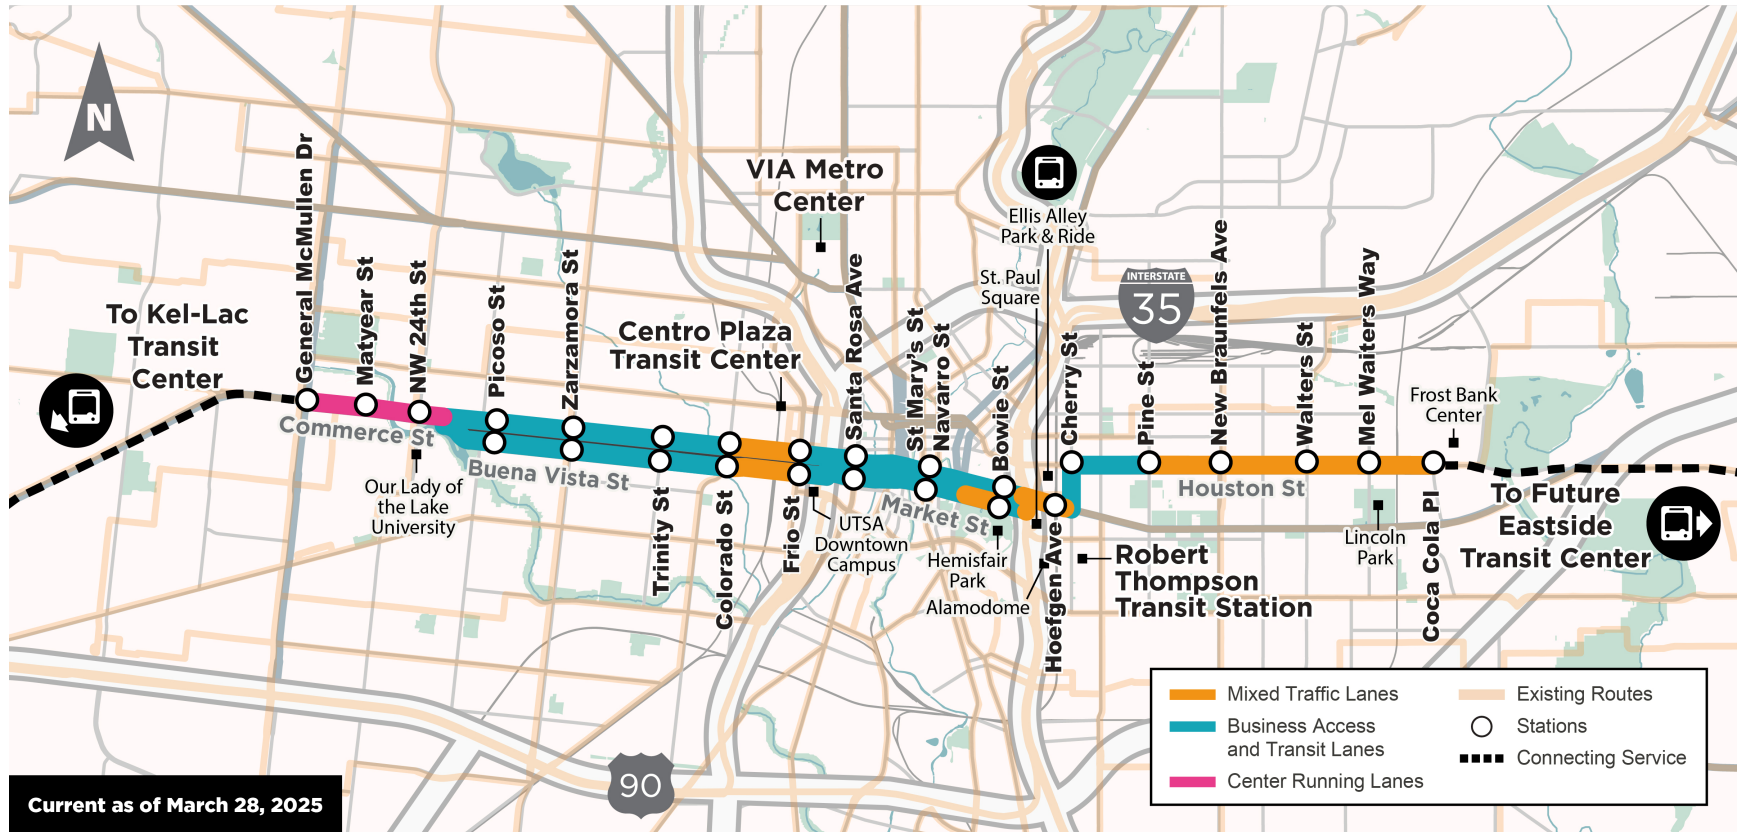 N
VIA Metro
Center
Ellis Alley
Park & Ride
St. Paul
Square
INTERSTATE
35
To Kel-Lac
Transit
Center
General McMullen Dr
Matyear St
NW 24th St
Picoso St
Zarzamora St
Centro Plaza
Transit Center
Santa Rosa Ave
St Mary's St
Navarro St
Bowie St
Cherry St
Pine St
New Braunfels Ave
Walters St
Mel Waiters Way
Frost Bank
Center
Commerce St
Buena Vista St
Market St
Houston St
Our Lady of
the Lake
University
Trinity St
Colorado St
Frio St
UTSA
Downtown
Campus
Hemisfair
Park
Alamodome
Hoefgen Ave
Robert
Thompson
Transit Station
Lincoln
Park
Coca Cola Pl
To Future
Eastside
Transit Center
90
Current as of March 28, 2025
Mixed Traffic Lanes
Business Access
and Transit Lanes
Center Running Lanes
Existing Routes
Stations
Connecting Service